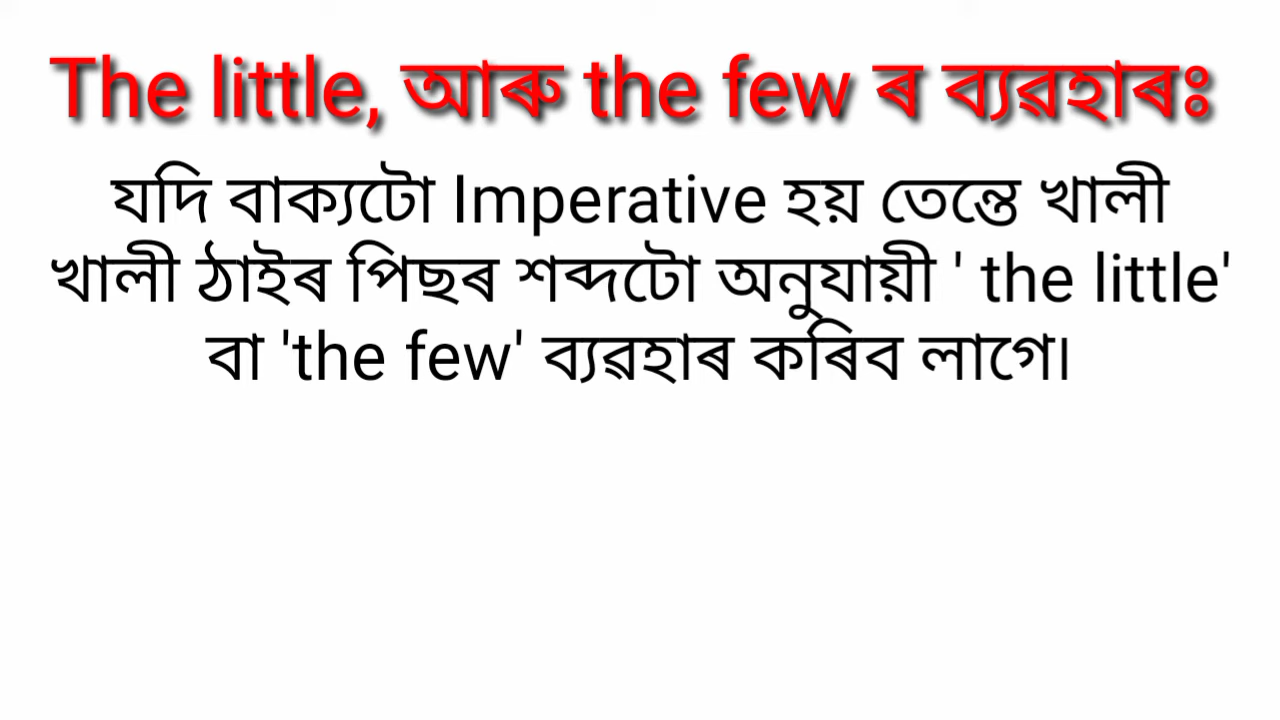 The little, আৰু the few ৰ ব্যৱহাৰঃ
যদি বাক্যটো Imperative হয় তেন্তে খালী
খালী ঠাইৰ পিছৰ শব্দটো অনুযায়ী ' the little'
বা 'the few' ব্যৱহাৰ কৰিব লাগে।